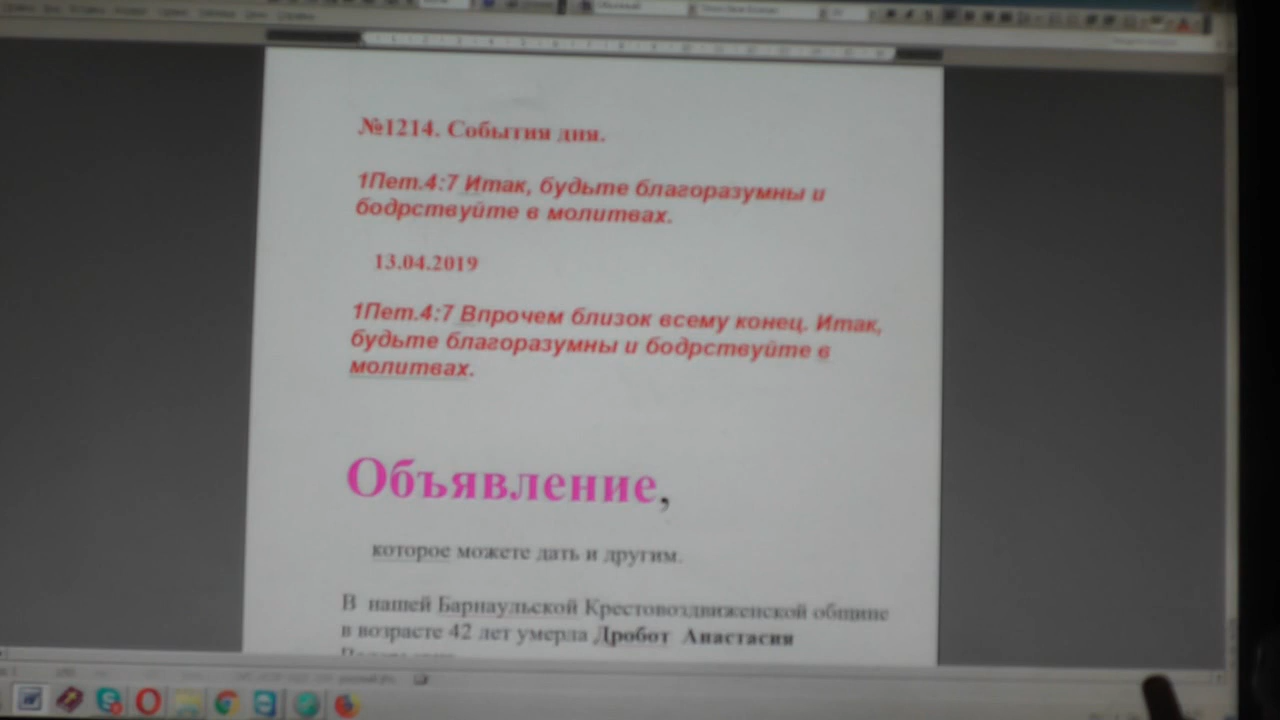 №1214. События дня.
1Пет.4:7 Итак, будьте благоразумны и
бодрствуйте в молитвах.
13.04.2019
1Пет.4:7 Впрочем близок всему конец. Итак,
будьте благоразумны и бодрствуйте в
молитвах.
Объявление,
которое можете дать и другим.
В нашей Барнаульской Крестовоздвиженской общине
в возрасте 42 лет умерла Дробот Анастасия